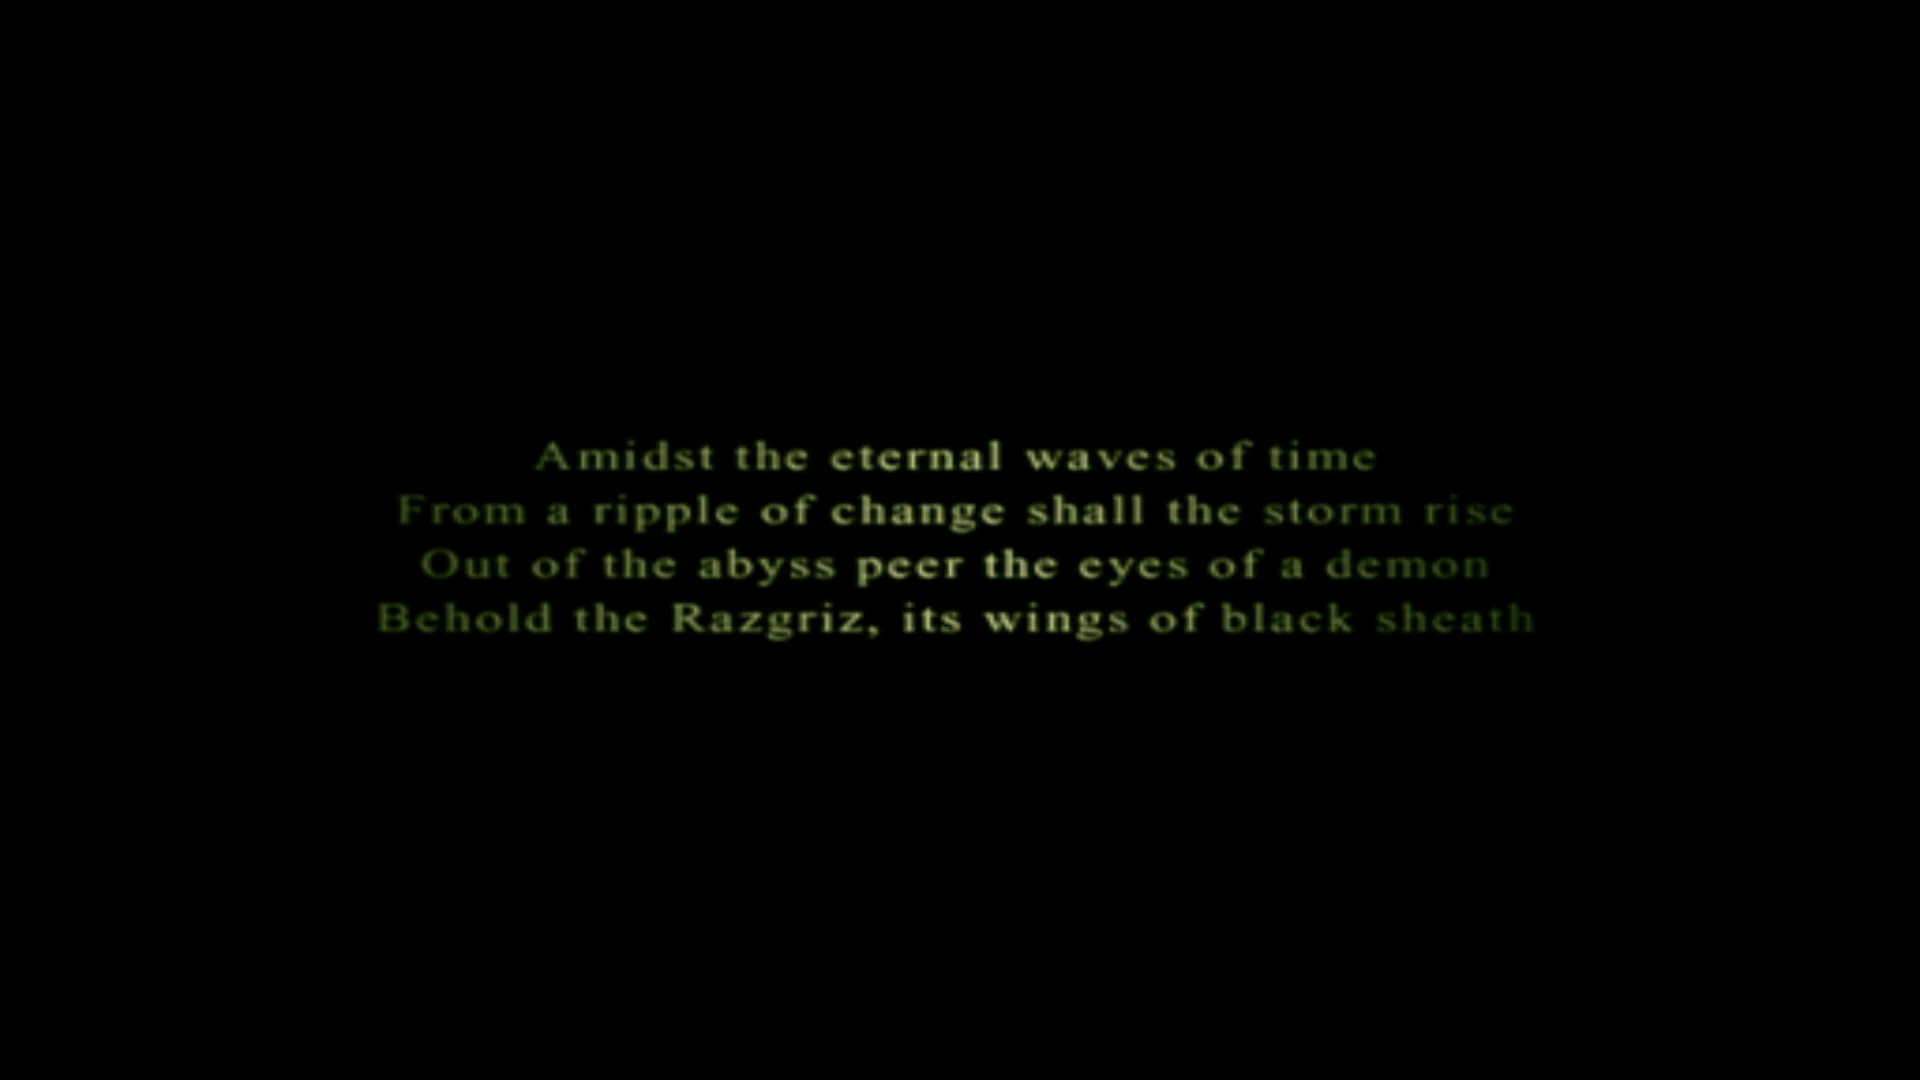 Amidst the eternal waves of time
From a ripple of change shall the storm rise
Out of the abyss peer the eyes of a demon
Behold the Razgriz, its wings of black sheath